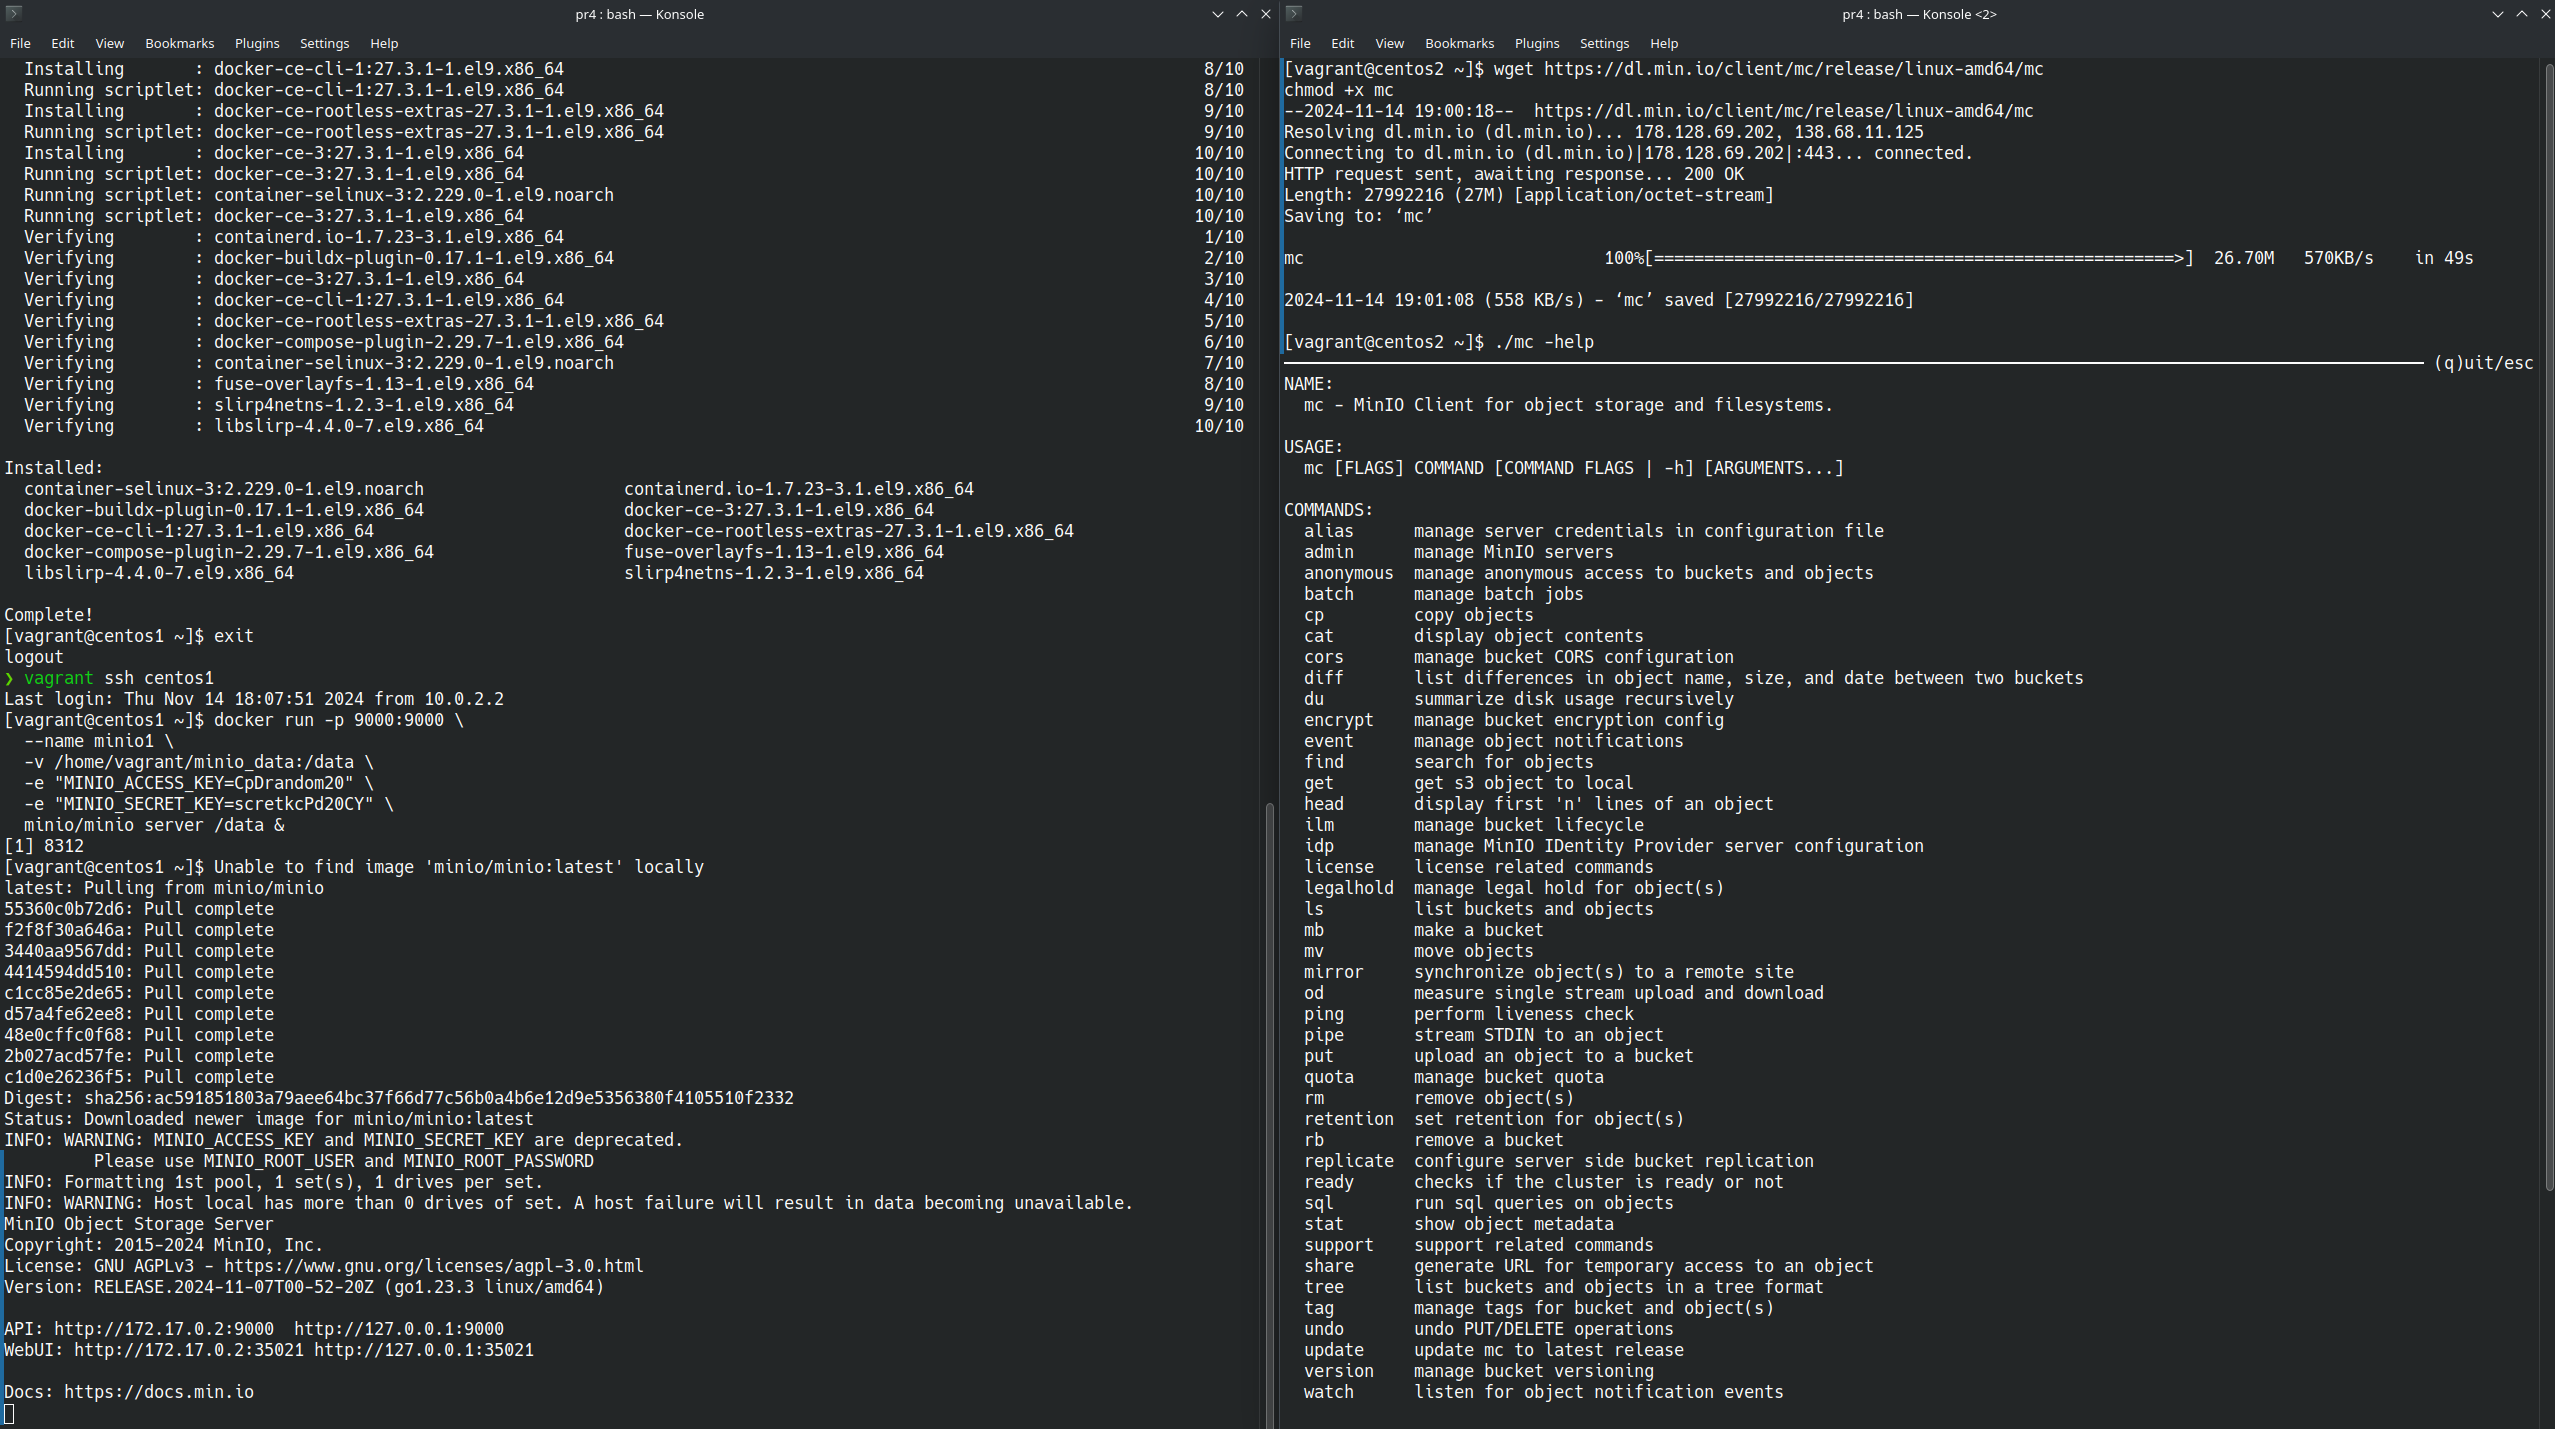 pr4 : bash — Konsole
File Edit View Bookmarks Plugins Settings Help
Installing : docker-ce-cli-1:27.3.1-1.el9.x86_64 8/10
Running scriptlet: docker-ce-cli-1:27.3.1-1.el9.x86_64 8/10
Installing : docker-ce-rootless-extras-27.3.1-1.el9.x86_64 9/10
Running scriptlet: docker-ce-rootless-extras-27.3.1-1.el9.x86_64 9/10
Installing : docker-ce-3:27.3.1-1.el9.x86_64 10/10
Running scriptlet: docker-ce-3:27.3.1-1.el9.x86_64 10/10
Running scriptlet: container-selinux-3:2.229.0-1.el9.noarch 10/10
Running scriptlet: docker-ce-3:27.3.1-1.el9.x86_64 10/10
Verifying : containerd.io-1.7.23-3.1.el9.x86_64 1/10
Verifying : docker-buildx-plugin-0.17.1-1.el9.x86_64 2/10
Verifying : docker-ce-3:27.3.1-1.el9.x86_64 3/10
Verifying : docker-ce-cli-1:27.3.1-1.el9.x86_64 4/10
Verifying : docker-ce-rootless-extras-27.3.1-1.el9.x86_64 5/10
Verifying : docker-compose-plugin-2.29.7-1.el9.x86_64 6/10
Verifying : container-selinux-3:2.229.0-1.el9.noarch 7/10
Verifying : fuse-overlayfs-1.13-1.el9.x86_64 8/10
Verifying : slirp4netns-1.2.3-1.el9.x86_64 9/10
Verifying : libslirp-4.4.0-7.el9.x86_64 10/10
Installed:
container-selinux-3:2.229.0-1.el9.noarch containerd.io-1.7.23-3.1.el9.x86_64
docker-buildx-plugin-0.17.1-1.el9.x86_64 docker-ce-3:27.3.1-1.el9.x86_64
docker-ce-cli-1:27.3.1-1.el9.x86_64 docker-ce-rootless-extras-27.3.1-1.el9.x86_64
docker-compose-plugin-2.29.7-1.el9.x86_64 fuse-overlayfs-1.13-1.el9.x86_64
libslirp-4.4.0-7.el9.x86_64 slirp4netns-1.2.3-1.el9.x86_64
Complete!
[vagrant@centos1 ~]$ exit
logout
❯ vagrant ssh centos1
Last login: Thu Nov 14 18:07:51 2024 from 10.0.2.2
[vagrant@centos1 ~]$ docker run -p 9000:9000 \
--name minio1 \
-v /home/vagrant/minio_data:/data \
-e "MINIO_ACCESS_KEY=CpDrandom20" \
-e "MINIO_SECRET_KEY=scretkcPd20CY" \
minio/minio server /data &
[1] 8312
[vagrant@centos1 ~]$ Unable to find image 'minio/minio:latest' locally
latest: Pulling from minio/minio
55360c0b72d6: Pull complete
f2f8f30a646a: Pull complete
3440aa9567dd: Pull complete
4414594dd510: Pull complete
c1cc85e2de65: Pull complete
d57a4fe62ee8: Pull complete
48e0cffc0f68: Pull complete
2b027acd57fe: Pull complete
c1d0e26236f5: Pull complete
Digest: sha256:ac591851803a79aee64bc37f66d77c56b0a4b6e12d9e5356380f4105510f2332
Status: Downloaded newer image for minio/minio:latest
INFO: WARNING: MINIO_ACCESS_KEY and MINIO_SECRET_KEY are deprecated.
Please use MINIO_ROOT_USER and MINIO_ROOT_PASSWORD
INFO: Formatting 1st pool, 1 set(s), 1 drives per set.
INFO: WARNING: Host local has more than 0 drives of set. A host failure will result in data becoming unavailable.
MinIO Object Storage Server
Copyright: 2015-2024 MinIO, Inc.
License: GNU AGPLv3 - https://www.gnu.org/licenses/agpl-3.0.html
Version: RELEASE.2024-11-07T00-52-20Z (go1.23.3 linux/amd64)
API: http://172.17.0.2:9000 http://127.0.0.1:9000
WebUI: http://172.17.0.2:35021 http://127.0.0.1:35021
Docs: https://docs.min.io
pr4 : bash — Konsole <2>
File Edit View Bookmarks Plugins Settings Help
[vagrant@centos2 ~]$ wget https://dl.min.io/client/mc/release/linux-amd64/mc
chmod +x mc
--2024-11-14 19:00:18-- https://dl.min.io/client/mc/release/linux-amd64/mc
Resolving dl.min.io (dl.min.io)... 178.128.69.202, 138.68.11.125
Connecting to dl.min.io (dl.min.io)|178.128.69.202|:443... connected.
HTTP request sent, awaiting response... 200 OK
Length: 27992216 (27M) [application/octet-stream]
Saving to: ‘mc’
mc 100%[====================================================>] 26.70M 570KB/s in 49s
2024-11-14 19:01:08 (558 KB/s) - ‘mc’ saved [27992216/27992216]
[vagrant@centos2 ~]$ ./mc -help
(q)uit/esc
NAME:
mc - MinIO Client for object storage and filesystems.
USAGE:
mc [FLAGS] COMMAND [COMMAND FLAGS | -h] [ARGUMENTS...]
COMMANDS:
alias manage server credentials in configuration file
admin manage MinIO servers
anonymous manage anonymous access to buckets and objects
batch manage batch jobs
cp copy objects
cat display object contents
cors manage bucket CORS configuration
diff list differences in object name, size, and date between two buckets
du summarize disk usage recursively
encrypt manage bucket encryption config
event manage object notifications
find search for objects
get get s3 object to local
head display first 'n' lines of an object
ilm manage bucket lifecycle
idp manage MinIO IDentity Provider server configuration
license license related commands
legalhold manage legal hold for object(s)
ls list buckets and objects
mb make a bucket
mv move objects
mirror synchronize object(s) to a remote site
od measure single stream upload and download
ping perform liveness check
pipe stream STDIN to an object
put upload an object to a bucket
quota manage bucket quota
rm remove object(s)
retention set retention for object(s)
rb remove a bucket
replicate configure server side bucket replication
ready checks if the cluster is ready or not
sql run sql queries on objects
stat show object metadata
support support related commands
share generate URL for temporary access to an object
tree list buckets and objects in a tree format
tag manage tags for bucket and object(s)
undo undo PUT/DELETE operations
update update mc to latest release
version manage bucket versioning
watch listen for object notification events